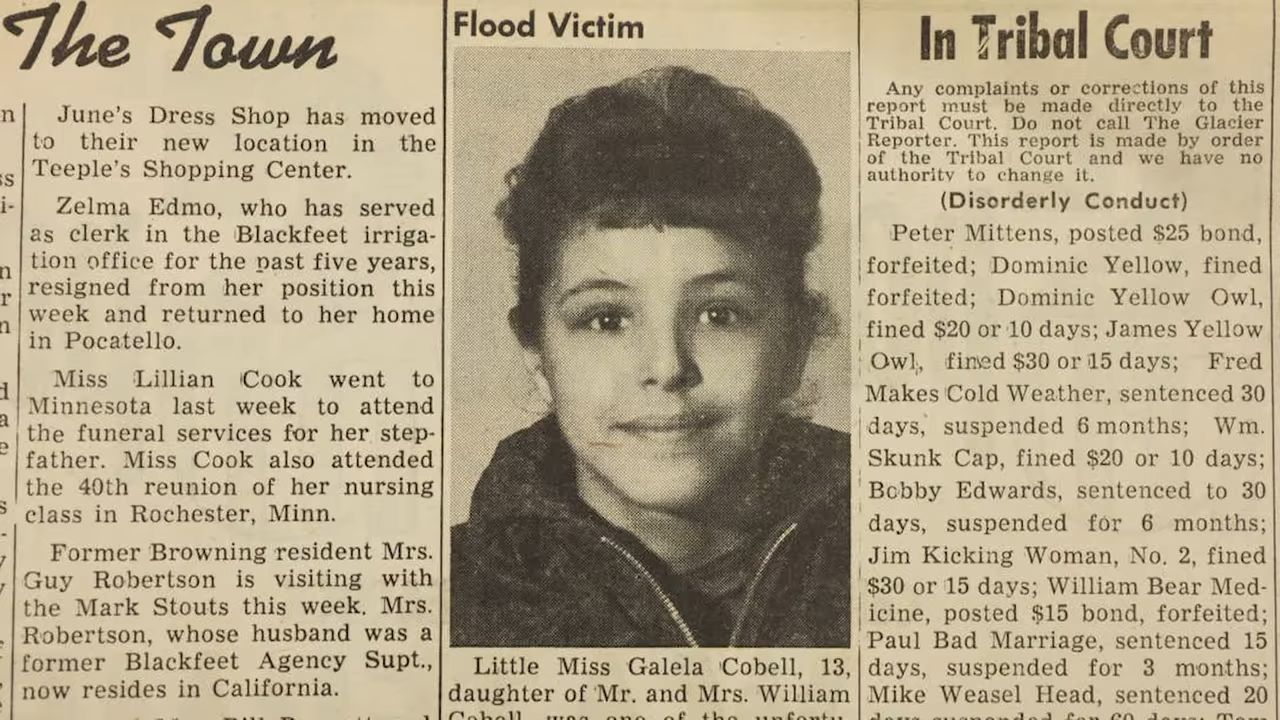 The Town
June's Dress Shop has moved
to their new location in the
Teeple's Shopping Center.
Zelma Edmo, who has served
as clerk in the Blackfeet irriga-
tion office for the past five years,
resigned from her position this
week and returned to her home
in Pocatello.
Miss Lillian Cook went to
Minnesota last week to attend
the funeral services for her step-
father. Miss Cook also attended
the 40th reunion of her nursing
class in Rochester, Minn.
Former Browning resident Mrs.
Guy Robertson is visiting with
the Mark Stouts this week. Mrs.
Robertson, whose husband was a
former Blackfeet Agency Supt.,
now resides in California.
Flood Victim
Little Miss Galela Cobell, 13,
daughter of Mr. and Mrs. William
Cobell, was one of the unfortu-
In Tribal Court
Any complaints or corrections of this
report must be made directly to the
Tribal Court. Do not call The Glacier
Reporter. This report is made by order
of the Tribal Court and we have no
authority to change it.
(Disorderly Conduct)
Peter Mittens, posted $25 bond,
forfeited; Dominic Yellow, fined
forfeited; Dominic Yellow Owl,
fined $20 or 10 days; James Yellow
Owl, fined $30 or 15 days; Fred
Makes Cold Weather, sentenced 30
days, suspended 6 months; Wm.
Skunk Cap, fined $20 or 10 days;
Bobby Edwards, sentenced to 30
days, suspended for 6 months;
Jim Kicking Woman, No. 2, fined
$30 or 15 days; William Bear Med-
icine, posted $15 bond, forfeited;
Paul Bad Marriage, sentenced 15
days, suspended for 3 months;
Mike Weasel Head, sentenced 20
days suspended for 60 days; Tom